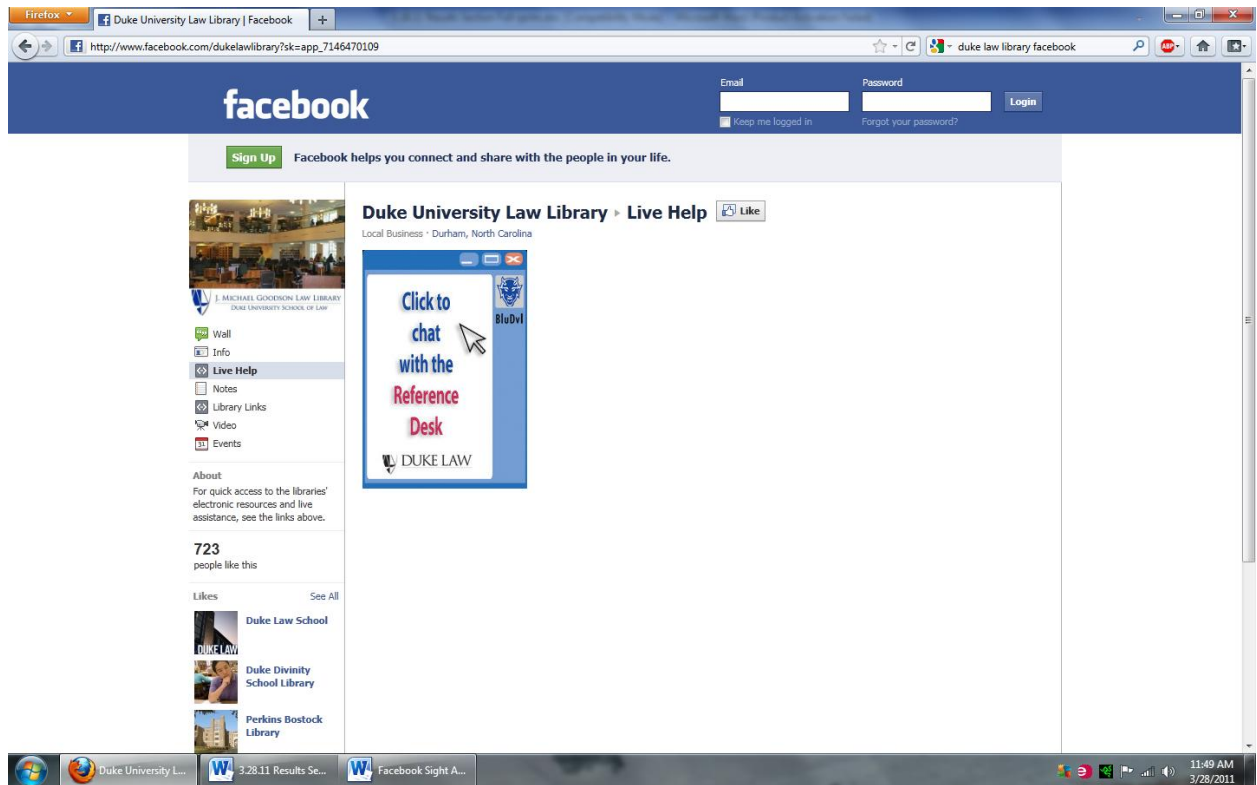 Firefox
Duke University Law Library | Facebook
+
http://www.facebook.com/dukelawlibrary?sk=app_7146470109
duke law library facebook
ABP
facebook
Email
Password
Login
Keep me logged in
Forgot your password?
Sign Up
Facebook helps you connect and share with the people in your life.
J. MICHAEL GOODSON LAW LIBRARY
DUKE UNIVERSITY SCHOOL OF LAW
Wall
Info
Live Help
Notes
Library Links
Video
31 Events
About
For quick access to the libraries'
electronic resources and live
assistance, see the links above.
723
people like this
Likes
See All
DUKE LAW
Duke Law School
Duke Divinity
School Library
Perkins Bostock
Library
Duke University Law Library Live Help
Like
Local Business · Durham, North Carolina
Click to
chat
with the
Reference
Desk
DUKE LAW
BluDvl
Duke University L...
3.28.11 Results Se...
Facebook Sight A...
11:49 AM
3/28/2011